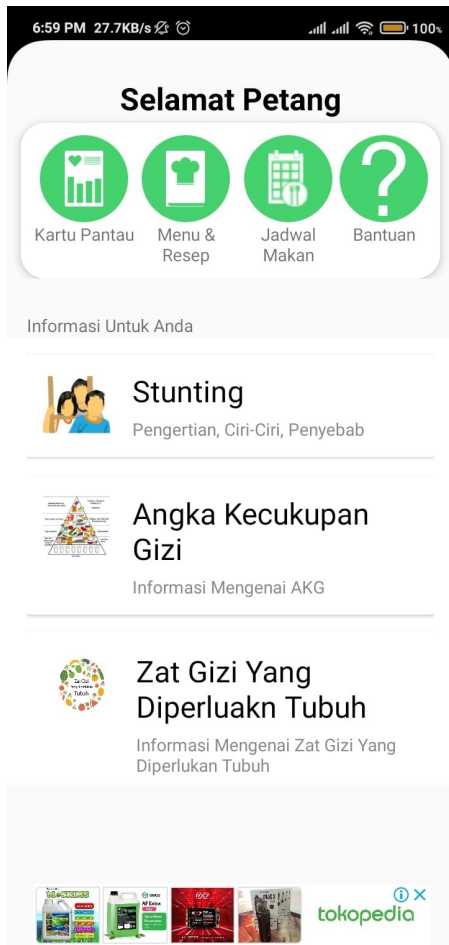 6:59 PM 27.7KB/s
100%
Selamat Petang
Kartu Pantau
Menu &
Resep
Jadwal
Makan
Bantuan
Informasi Untuk Anda
Stunting
Pengertian, Ciri-Ciri, Penyebab
Angka Kecukupan
Gizi
Informasi Mengenai AKG
Zat Gizi Yang
Diperluakn Tubuh
Informasi Mengenai Zat Gizi Yang
Diperlukan Tubuh
tokopedia